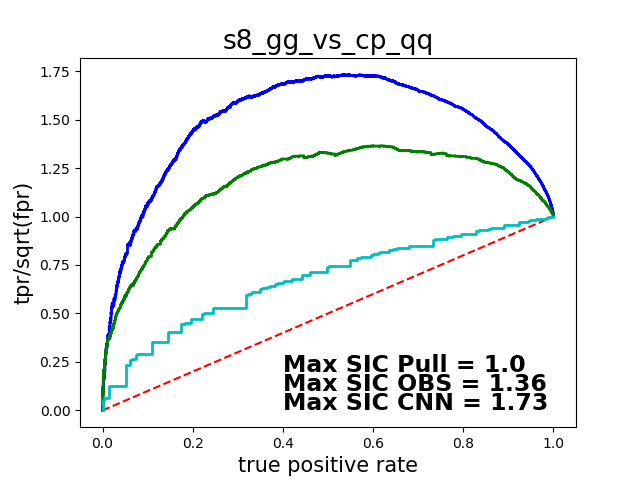 s8_gg_vs_cp_qq
tpr/sqrt(fpr)
1.75
1.50
1.25
1.00
0.75
0.50
0.25
0.00
Max SIC Pull = 1.0
Max SIC OBS = 1.36
Max SIC CNN = 1.73
0.0 0.2 0.4 0.6 0.8 1.0
true positive rate